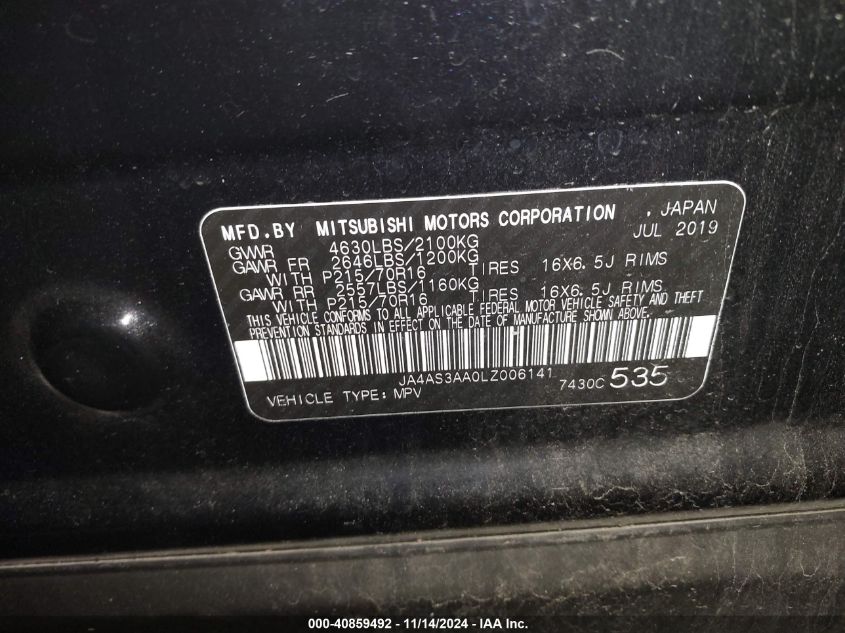 MFD.BY MITSUBISHI MOTORS CORPORATION , JAPAN
JUL 2019
GVWR 4630LBS/2100KG
GAWR FR 2646LBS/1200KG
WITH P215/70R16 TIRES 16X6.5J RIMS
GAWR RR 2557LBS/1160KG
WITH P215/70R16 TIRES 16X6.5J RIMS
THIS VEHICLE CONFORMS TO ALL APPLICABLE FEDERAL MOTOR VEHICLE SAFETY AND THEFT
PREVENTION STANDARDS IN EFFECT ON THE DATE OF MANUFACTURE SHOWN ABOVE.
JA4AS3AA0LZ006141
VEHICLE TYPE: MPV 7430C 535
000-40859492 - 11/14/2024 - IAAI Inc.